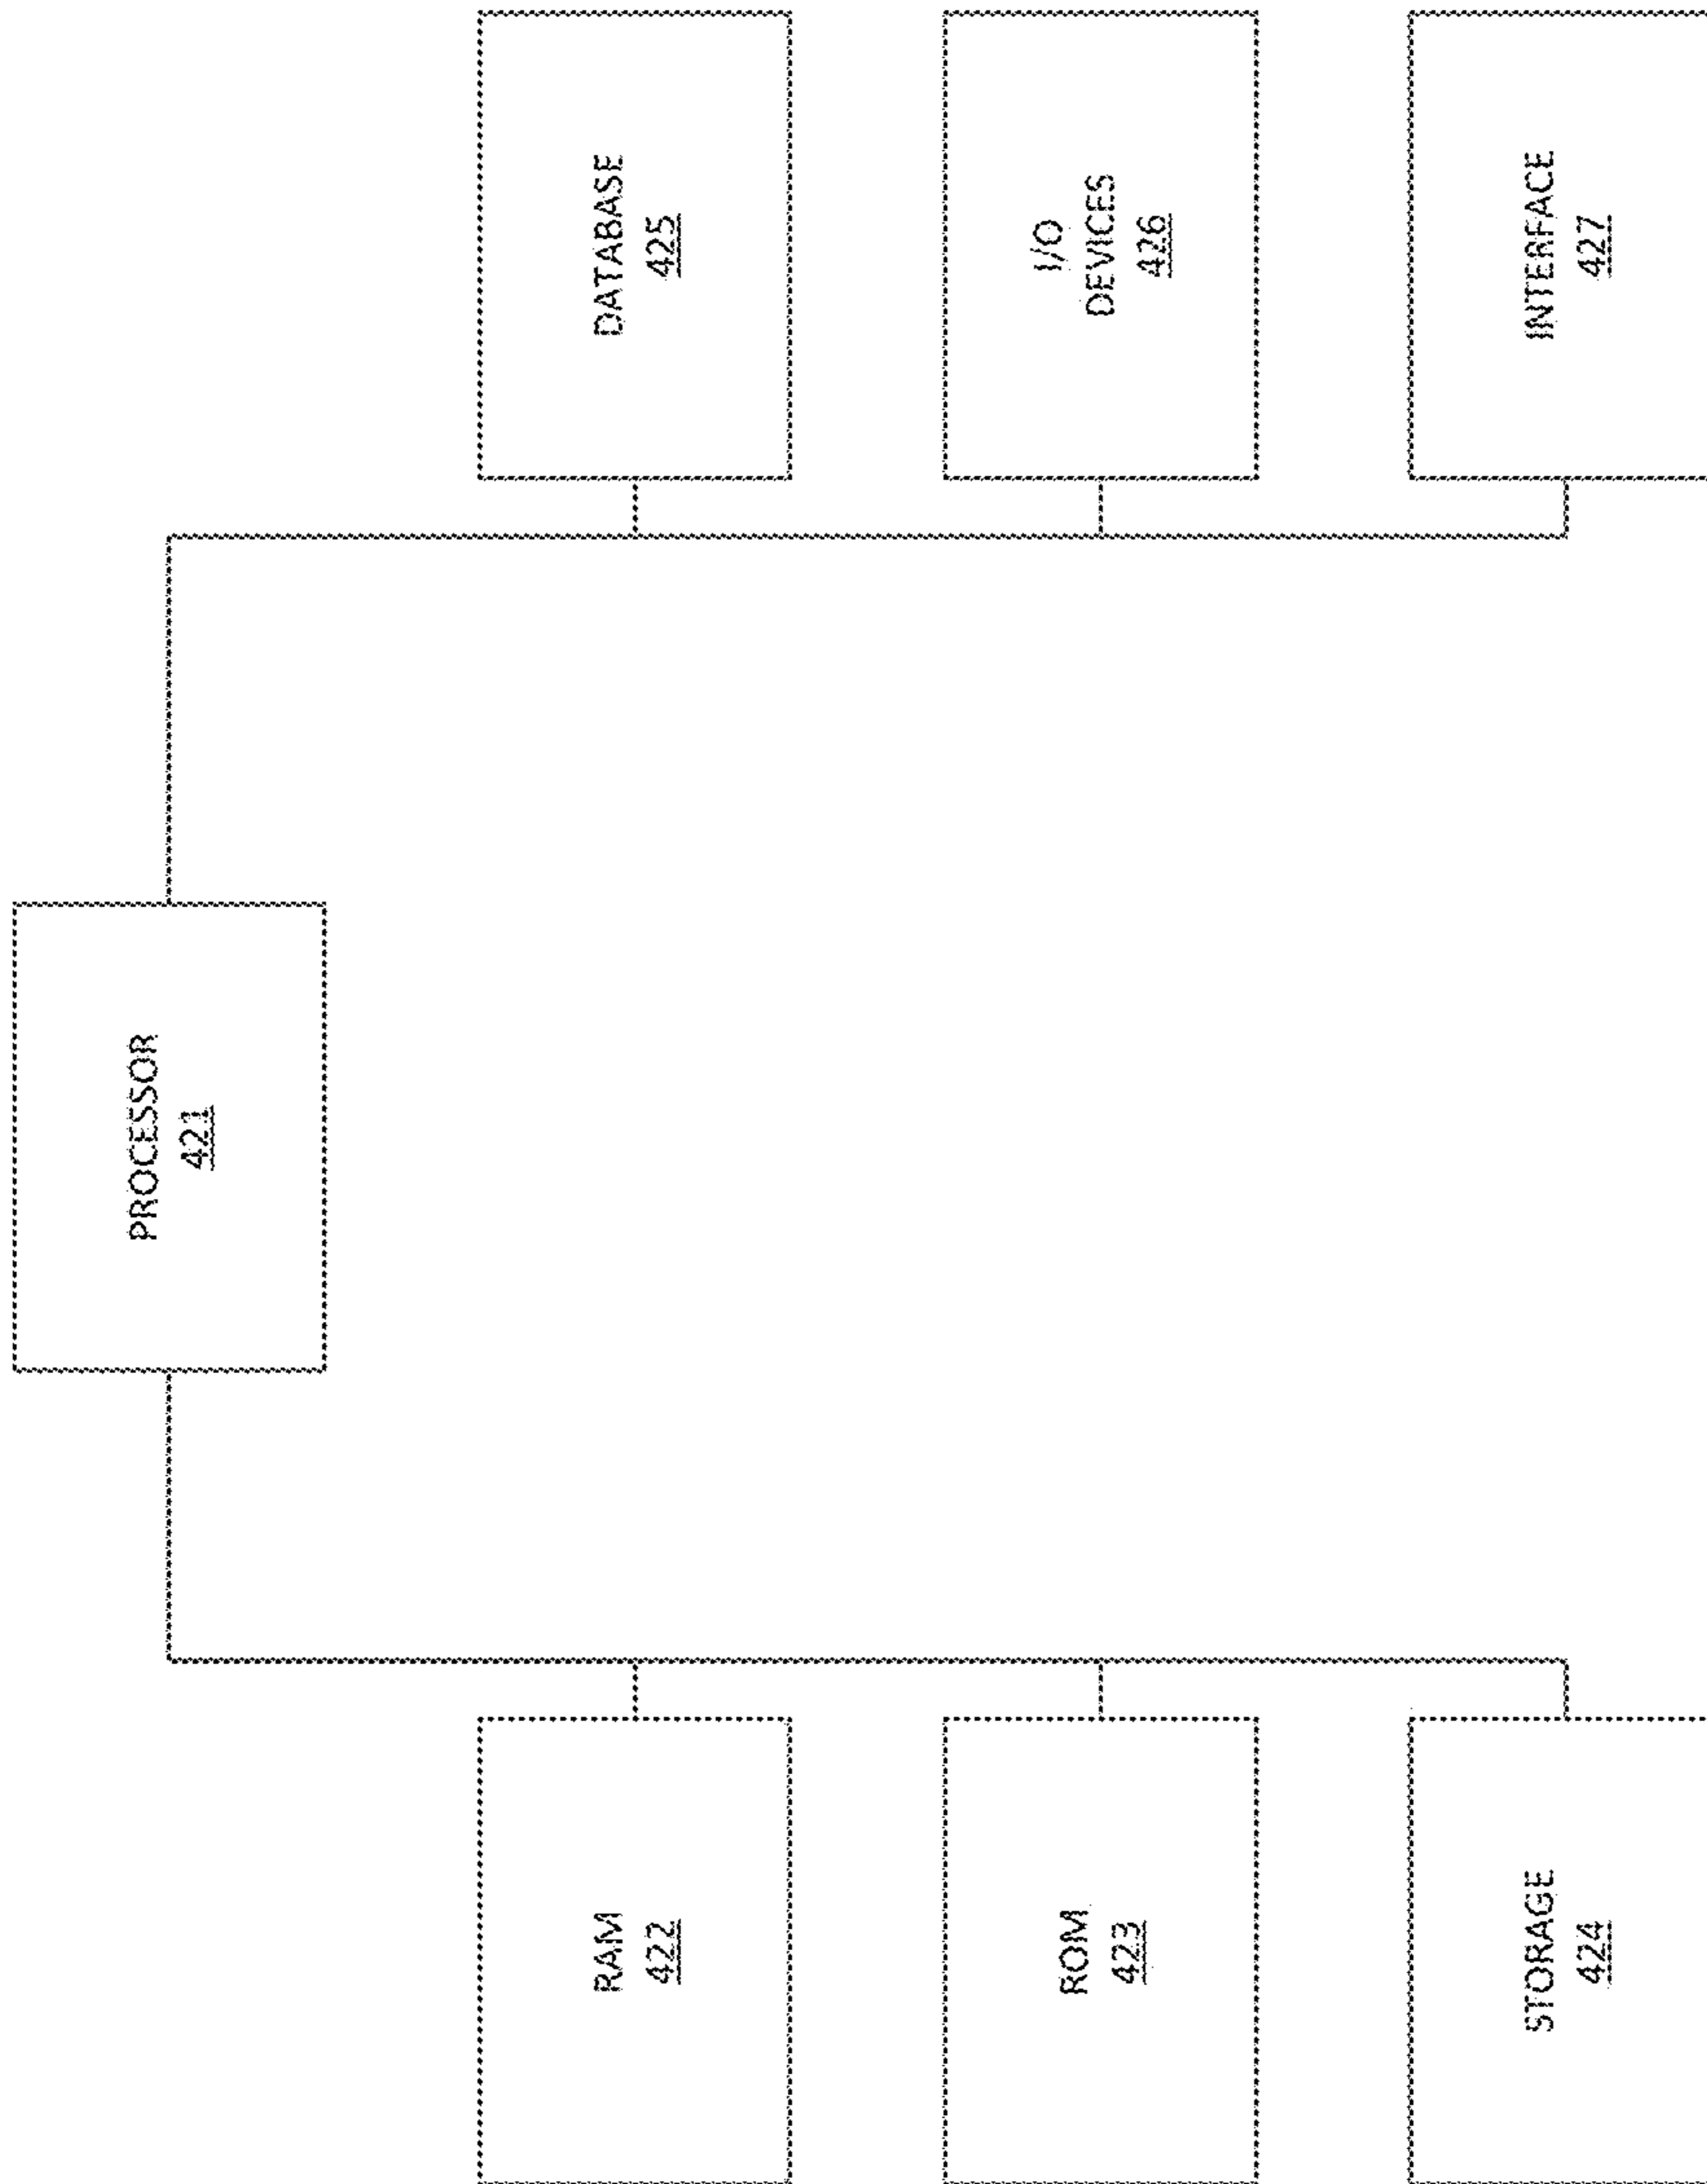 PROCESSOR
421
RAM
422
DATABASE
425
ROM
423
I/O
DEVICES
426
STORAGE
424
INTERFACE
427